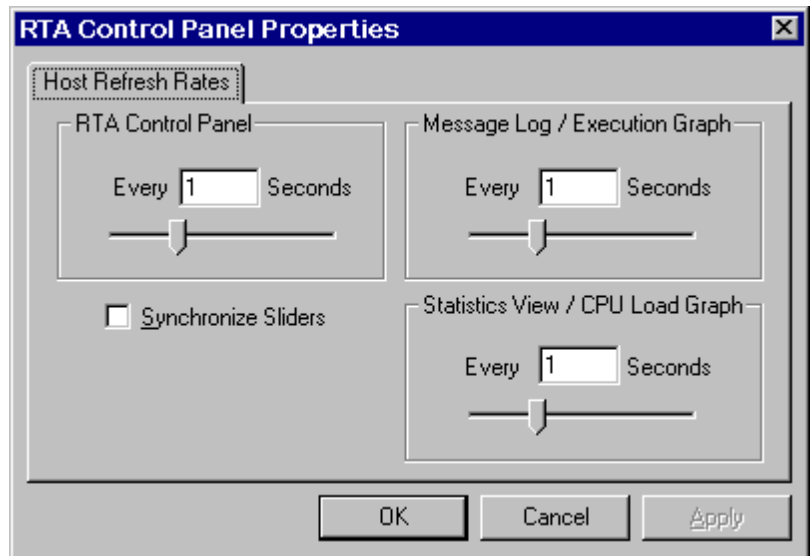 RTA Control Panel Properties
Host Refresh Rates
RTA Control Panel
Every 1 Seconds
Message Log / Execution Graph
Every 1 Seconds
Synchronize Sliders
Statistics View / CPU Load Graph
Every 1 Seconds
OK
Cancel
Apply